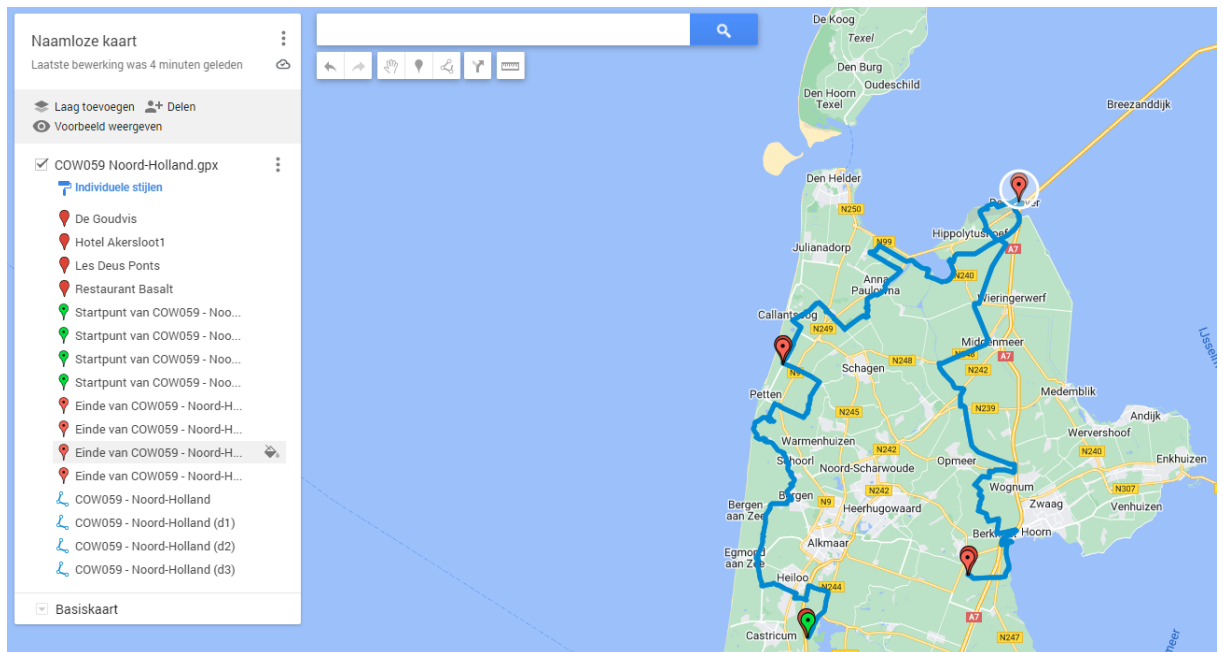 Naamloze kaart
Laatste bewerking was 4 minuten geleden
Laag toevoegen Delen
Voorbeeld weergeven
COW059 Noord-Holland.gpx
Individuele stijlen
De Goudvis
Hotel Akersloot1
Les Deus Ponts
Restaurant Basalt
Startpunt van COW059 - Noo...
Startpunt van COW059 - Noo...
Startpunt van COW059 - Noo...
Startpunt van COW059 - Noo...
Einde van COW059 - Noord-H...
Einde van COW059 - Noord-H...
Einde van COW059 - Noord-H...
Einde van COW059 - Noord-H...
COW059 - Noord-Holland
COW059 - Noord-Holland (d1)
COW059 - Noord-Holland (d2)
COW059 - Noord-Holland (d3)
Basiskaart
De Koog
Texel
Den Burg
Oudeschild
Den Hoorn
Texel
Breezanddijk
Den Helder
N250
Hippolytushoef
Julianadorp
N99
A7
N240
Anna
Paulowna
Wieringerwerf
Callantsoog
N249
Middenmeer
N248
A7
N242
Schagen
Petten
Medemblik
N245
N239
Andijk
Wervershoof
Warmenhuizen
N242
N240
Schoorl
Opmeer
Enkhuizen
Noord-Scharwoude
Wognum
N307
Bergen
N9
N242
Bergen
aan Zee
Heerhugowaard
Zwaag
Venhuizen
Hoorn
Alkmaar
Egmond
aan Zee
Heiloo
N244
A7
Castricum
N247